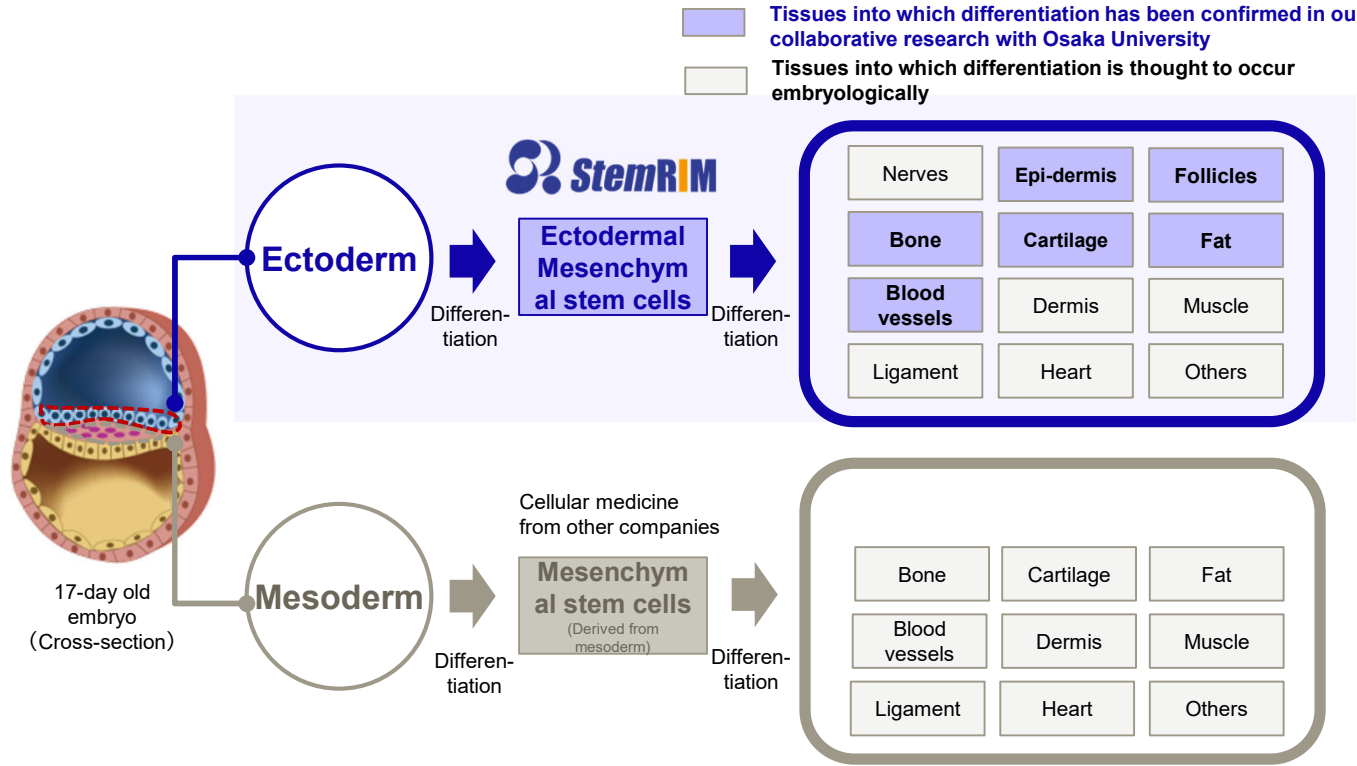 Tissues into which differentiation has been confirmed in ou
collaborative research with Osaka University
Tissues into which differentiation is thought to occur
embryologically
StemRIM
Ectoderm
Differen-
tiation
Ectodermal
Mesenchym
al stem cells
Differen-
tiation
Nerves
Epi-dermis
Follicles
Bone
Cartilage
Fat
Blood
vessels
Dermis
Muscle
Ligament
Heart
Others
17-day old
embryo
（Cross-section）
Mesoderm
Differen-
tiation
Cellular medicine
from other companies
Mesenchym
al stem cells
(Derived from
mesoderm)
Differen-
tiation
Bone
Cartilage
Fat
Blood
vessels
Dermis
Muscle
Ligament
Heart
Others